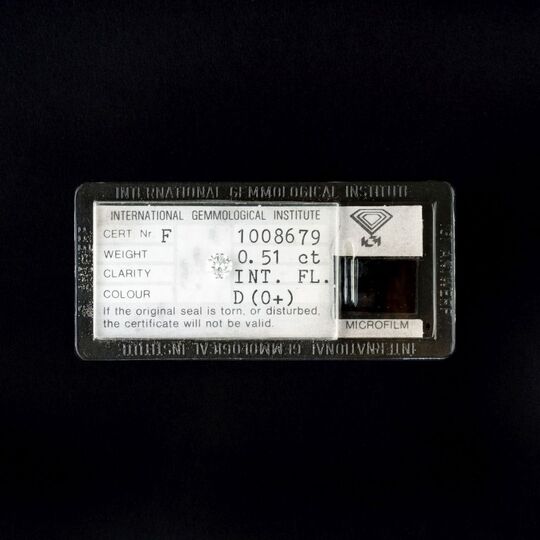 INTERNATIONAL GEMMOLOGICAL INSTITUTE
INTERNATIONAL GEMMOLOGICAL INSTITUTE
CERT Nr. F 1008679
WEIGHT 0.51 ct
CLARITY INT. FL.
COLOUR D (0+)
If the original seal is torn, or disturbed,
the certificate will not be valid.
IGI
MICROFILM
INTERNATIONAL GEMMOLOGICAL INSTITUTE